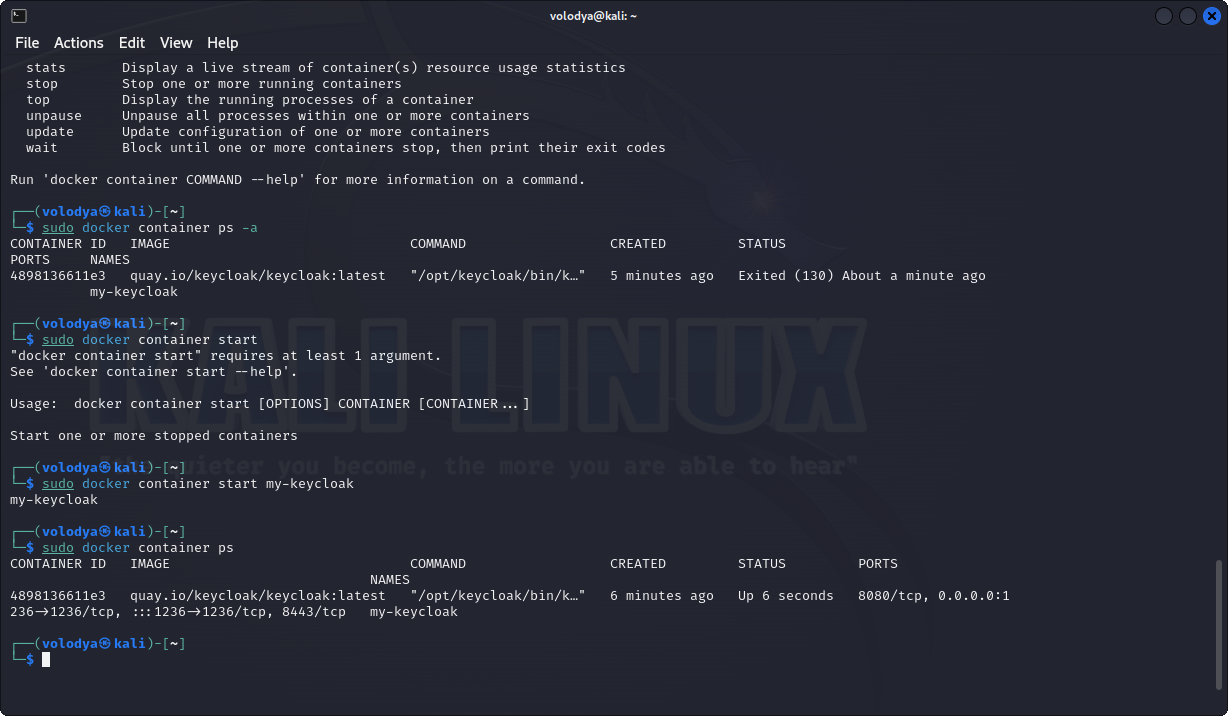 volodya@kali: ~
File Actions Edit View Help
stats Display a live stream of container(s) resource usage statistics
stop Stop one or more running containers
top Display the running processes of a container
unpause Unpause all processes within one or more containers
update Update configuration of one or more containers
wait Block until one or more containers stop, then print their exit codes
Run 'docker container COMMAND --help' for more information on a command.
┌──(volodya㉿kali)-[~]
└─$ sudo docker container ps -a
CONTAINER ID IMAGE COMMAND CREATED STATUS
PORTS NAMES
4898136611e3 quay.io/keycloak/keycloak:latest "/opt/keycloak/bin/k…" 5 minutes ago Exited (130) About a minute ago
my-keycloak
┌──(volodya㉿kali)-[~]
└─$ sudo docker container start
"docker container start" requires at least 1 argument.
See 'docker container start --help'.
Usage: docker container start [OPTIONS] CONTAINER [CONTAINER...]
Start one or more stopped containers
KALI LINUX
┌──(volodya㉿kali)-[~]
"the quieter you become, the more you are able to hear"
└─$ sudo docker container start my-keycloak
my-keycloak
┌──(volodya㉿kali)-[~]
└─$ sudo docker container ps
CONTAINER ID IMAGE COMMAND CREATED STATUS PORTS
NAMES
4898136611e3 quay.io/keycloak/keycloak:latest "/opt/keycloak/bin/k…" 6 minutes ago Up 6 seconds 8080/tcp, 0.0.0.0:1
236->1236/tcp, :::1236->1236/tcp, 8443/tcp my-keycloak
┌──(volodya㉿kali)-[~]
└─$